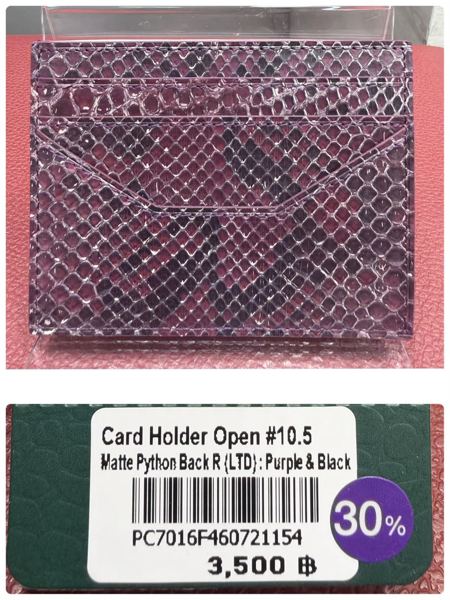 Card Holder Open #10.5
Matte Python Back R {LTD} : Purple & Black
PC7016F460721154
3,500 ฿
30%